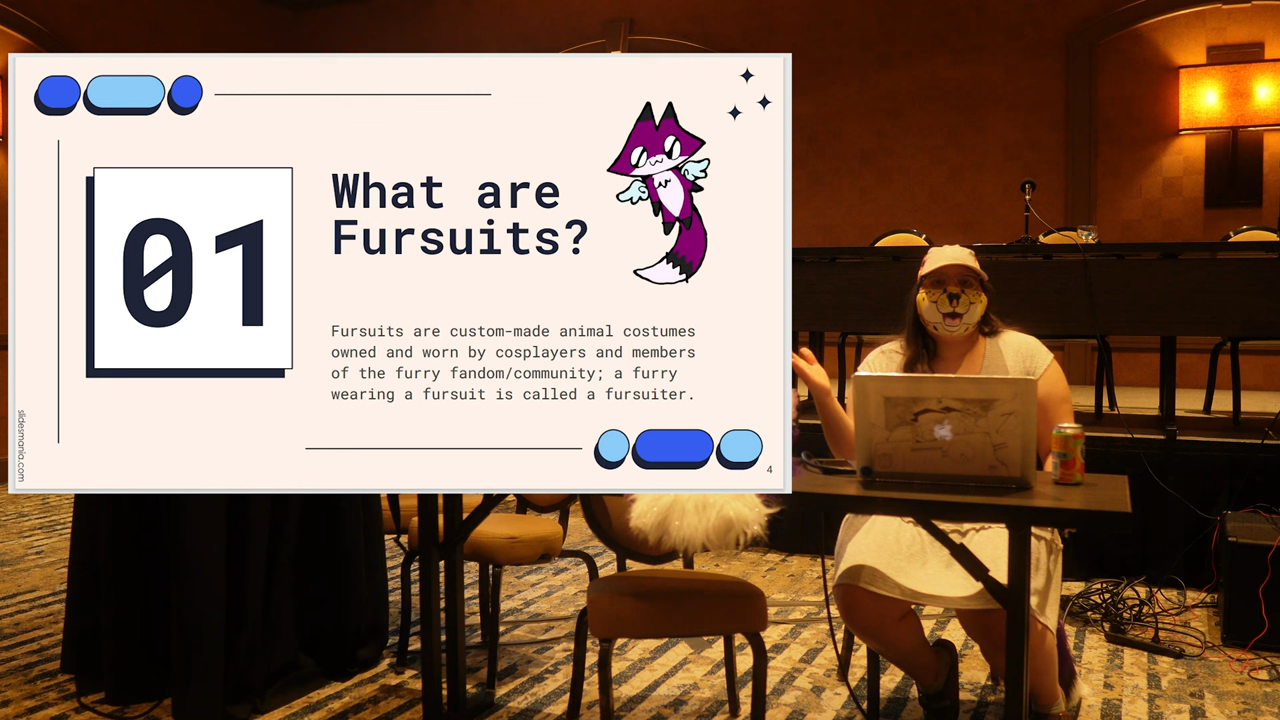 01
What are
Fursuits?
Fursuits are custom-made animal costumes
owned and worn by cosplayers and members
of the furry fandom/community; a furry
wearing a fursuit is called a fursuiter.
slidesmania.com
4